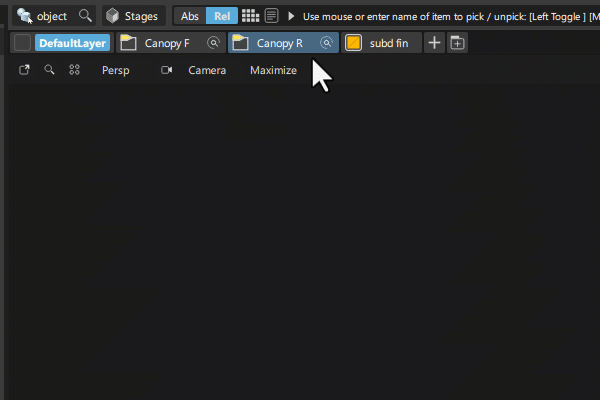 object Stages Abs Rel Use mouse or enter name of item to pick / unpick: [Left Toggle ] [M
DefaultLayer Canopy F Canopy R subd fin
Persp Camera Maximize